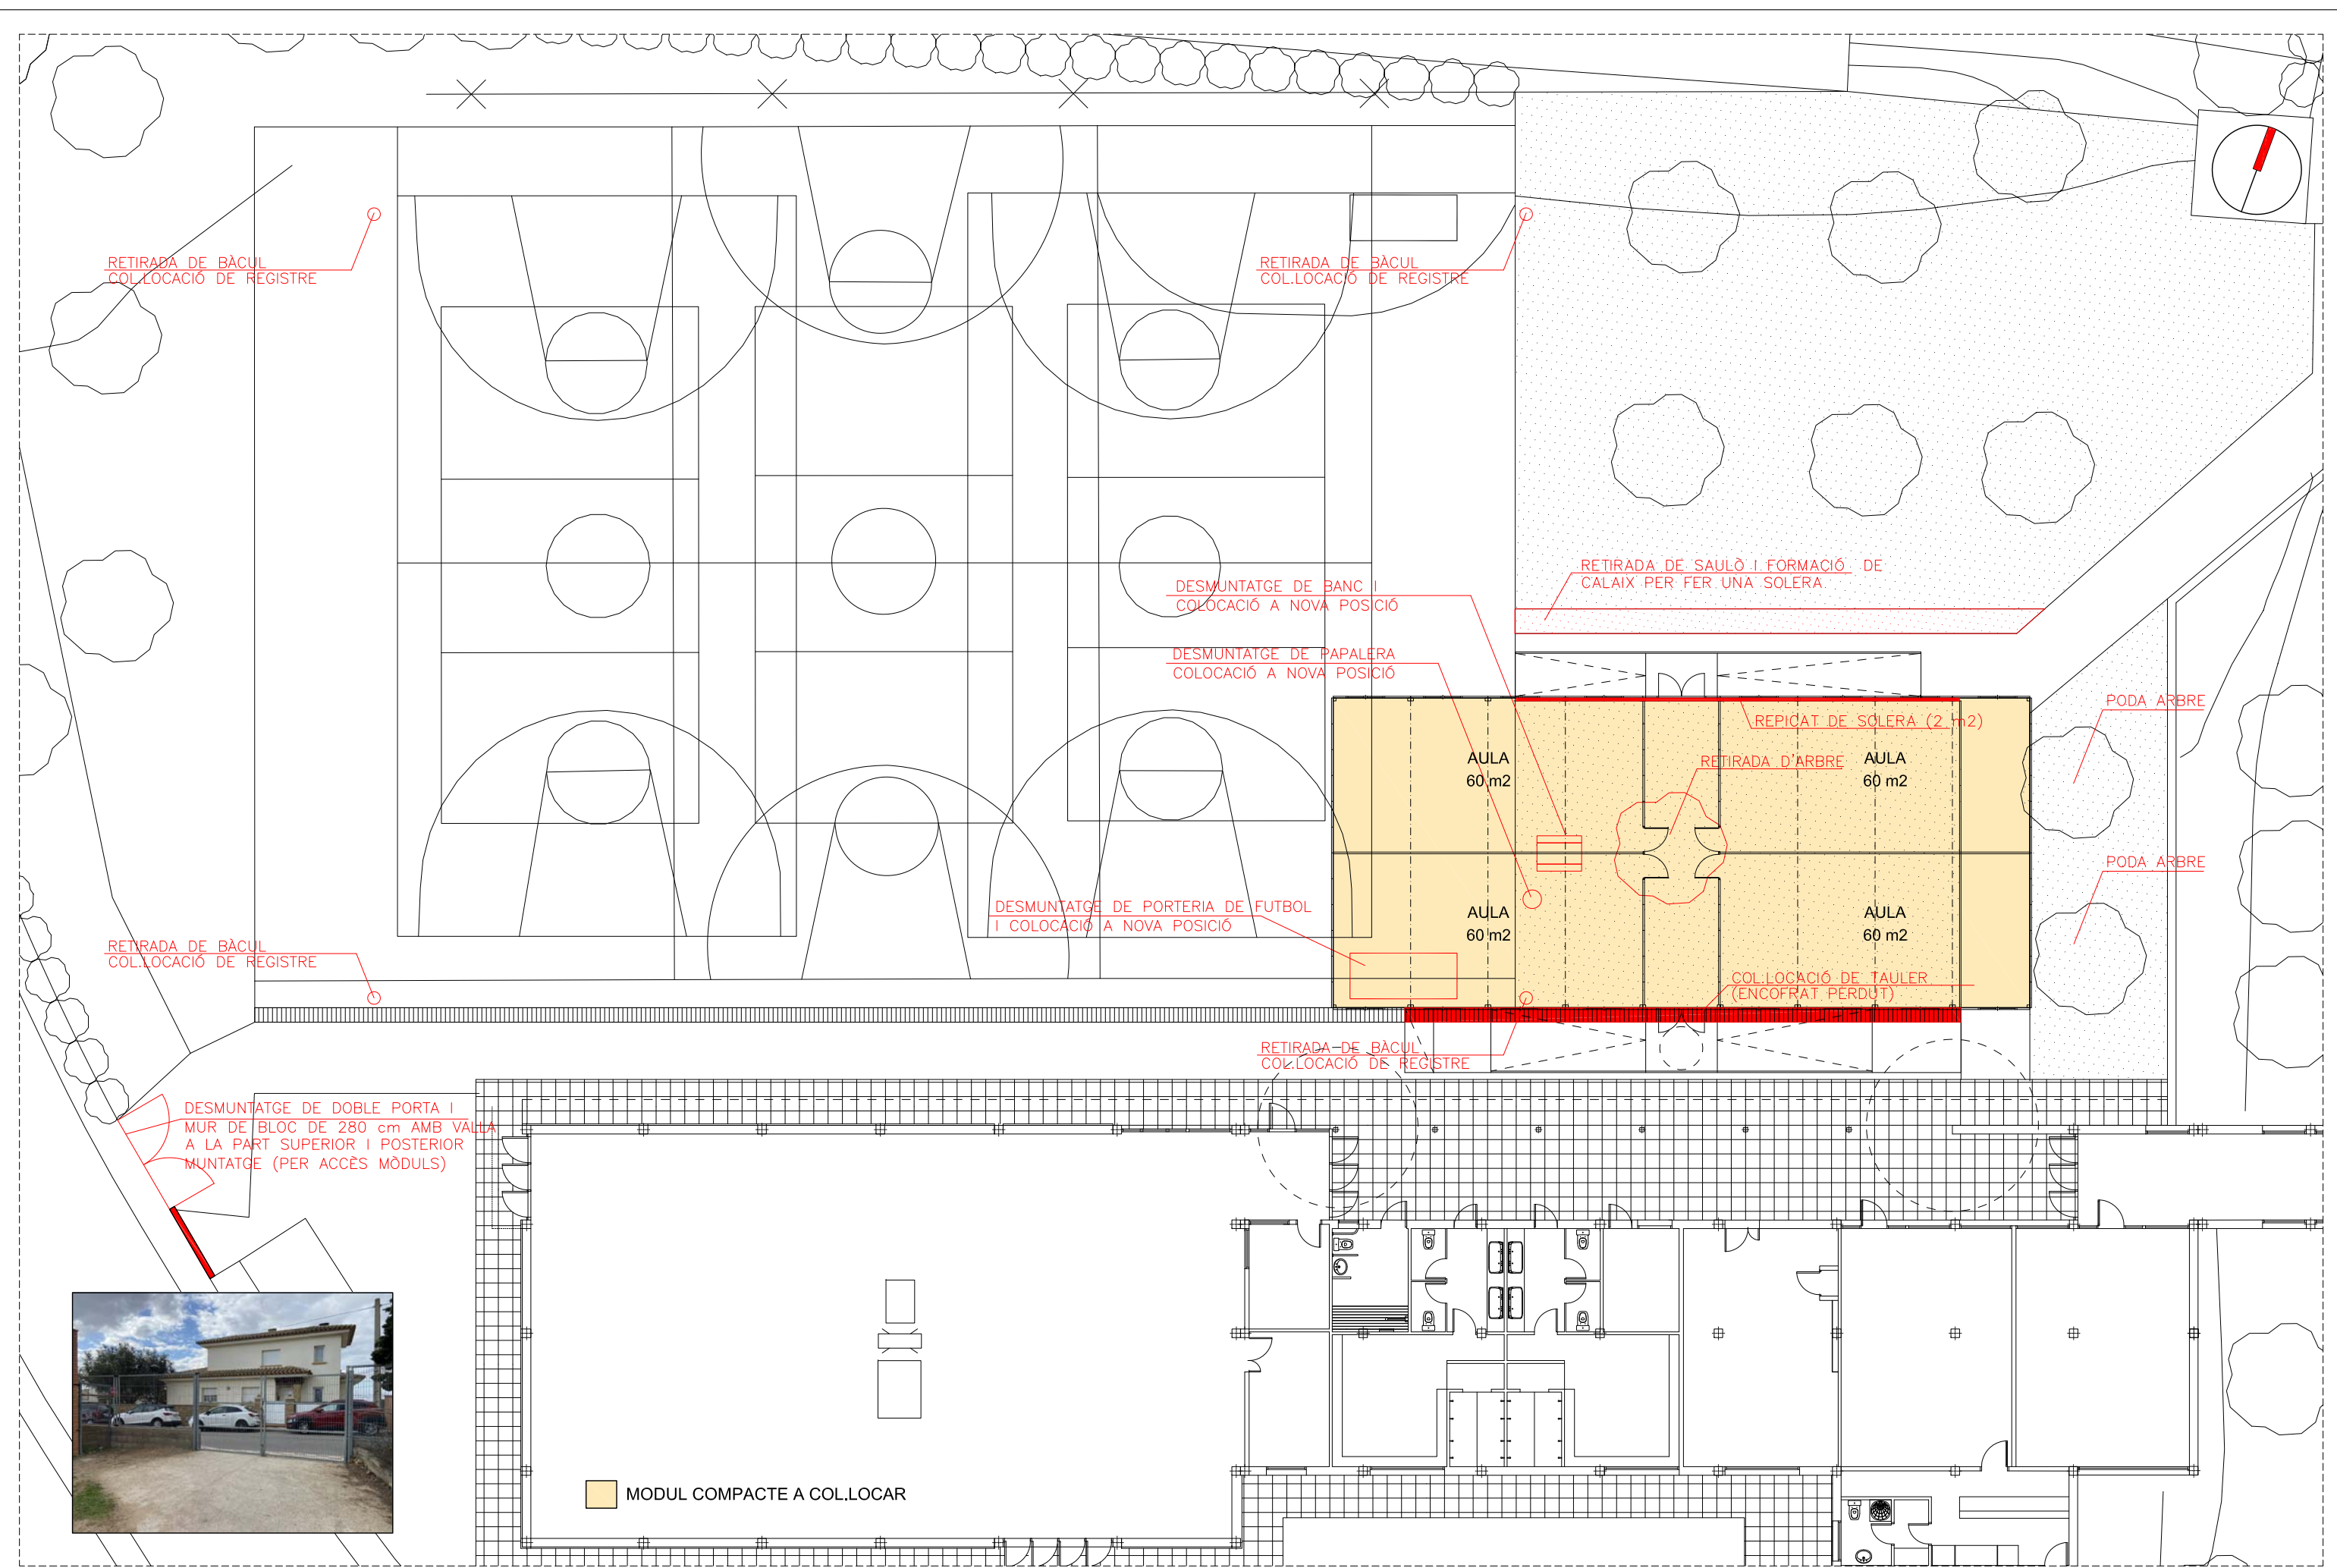 RETIRADA DE BÀCUL
COL.LOCACIÓ DE REGISTRE
RETIRADA DE BÀCUL
COL.LOCACIÓ DE REGISTRE
RETIRADA DE SAULÒ I FORMACIÓ DE
CALAIX PER FER UNA SOLERA
DESMUNTATGE DE BANC I
COLOCACIÓ A NOVA POSICIÓ
DESMUNTATGE DE PAPALERA
COLOCACIÓ A NOVA POSICIÓ
PODA ARBRE
REPICAT DE SOLERA (2 m2)
AULA
60 m2
RETIRADA D'ARBRE
AULA
60 m2
PODA ARBRE
DESMUNTATGE DE PORTERIA DE FUTBOL
I COLOCACIÓ A NOVA POSICIÓ
AULA
60 m2
AULA
60 m2
RETIRADA DE BÀCUL
COL.LOCACIÓ DE REGISTRE
COL.LOCACIÓ DE TAULER
(ENCOFRAT PERDUT)
RETIRADA DE BÀCUL
COL.LOCACIÓ DE REGISTRE
DESMUNTATGE DE DOBLE PORTA I
MUR DE BLOC DE 280 cm AMB VALLA
A LA PART SUPERIOR I POSTERIOR
MUNTATGE (PER ACCÈS MÒDULS)
MODUL COMPACTE A COL.LOCAR